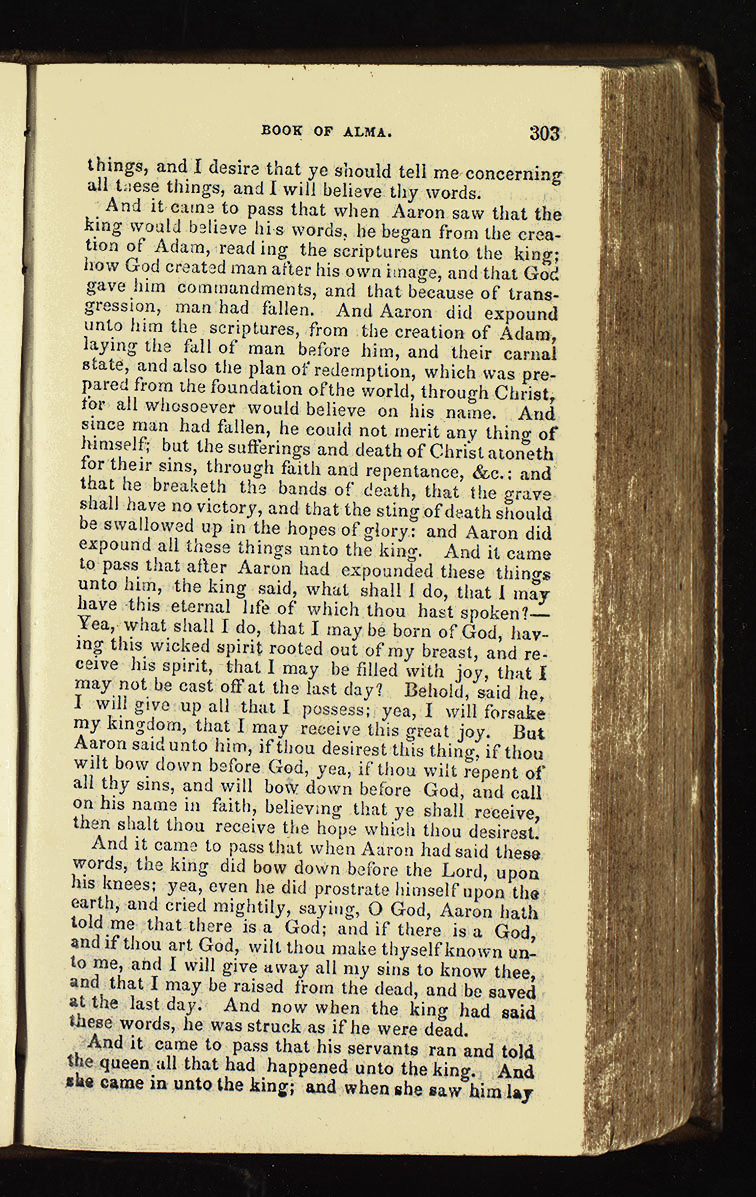 BOOK OF ALMA. 303
things, and I desire that ye should tell me concerning
all these things, and I will believe thy words.
And it came to pass that when Aaron saw that the
king would believe his words, he began from the crea-
tion of Adam, read ing the scriptures unto the king;
how God created man after his own image, and that God
gave him commandments, and that because of trans-
gression, man had fallen. And Aaron did expound
unto him the scriptures, from the creation of Adam,
laying the fall of man before him, and their carnal
state, and also the plan of redemption, which was pre-
pared from the foundation of the world, through Christ,
for all whosoever would believe on his name. And
since man had fallen, he could not merit any thing of
himself; but the sufferings and death of Christ atoneth
for their sins, through faith and repentance, &c.: and
that he breaketh the bands of death, that the grave
shall have no victory, and that the sting of death should
be swallowed up in the hopes of glory: and Aaron did
expound all these things unto the king. And it came
to pass that after Aaron had expounded these things
unto him, the king said, what shall I do, that I may
have this eternal life of which thou hast spoken?—
Yea, what shall I do, that I may be born of God, hav-
ing this wicked spirit rooted out of my breast, and re-
ceive his spirit, that I may be filled with joy, that I
may not be cast off at the last day? Behold, said he,
I will give up all that I possess; yea, I will forsake
my kingdom, that I may receive this great joy. But
Aaron said unto him, if thou desirest this thing, if thou
wilt bow down before God, yea, if thou wilt repent of
all thy sins, and will bow down before God, and call
on his name in faith, believing that ye shall receive,
then shalt thou receive the hope which thou desirest.
And it came to pass that when Aaron had said these
words, the king did bow down before the Lord, upon
his knees; yea, even he did prostrate himself upon the
earth, and cried mightily, saying, O God, Aaron hath
told me that there is a God; and if there is a God,
and if thou art God, wilt thou make thyself known un-
to me, and I will give away all my sins to know thee,
and that I may be raised from the dead, and be saved
at the last day. And now when the king had said
these words, he was struck as if he were dead.
And it came to pass that his servants ran and told
the queen all that had happened unto the king. And
she came in unto the king; and when she saw him lay